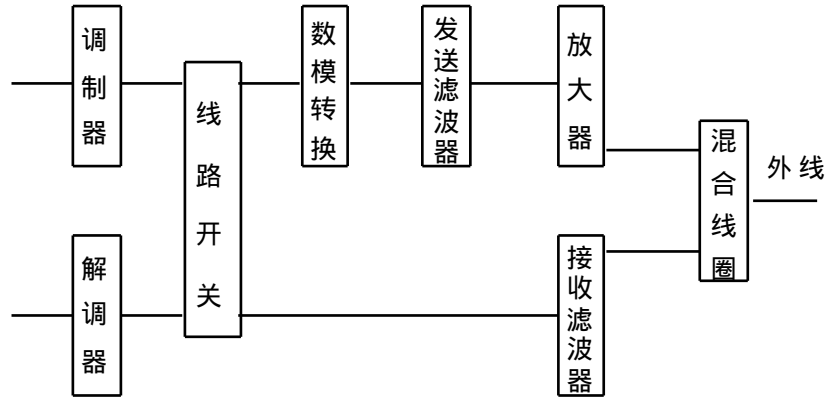 调制器
线路开关
数模转换
发送滤波器
放大器
混合线圈
外线
解调器
接收滤波器